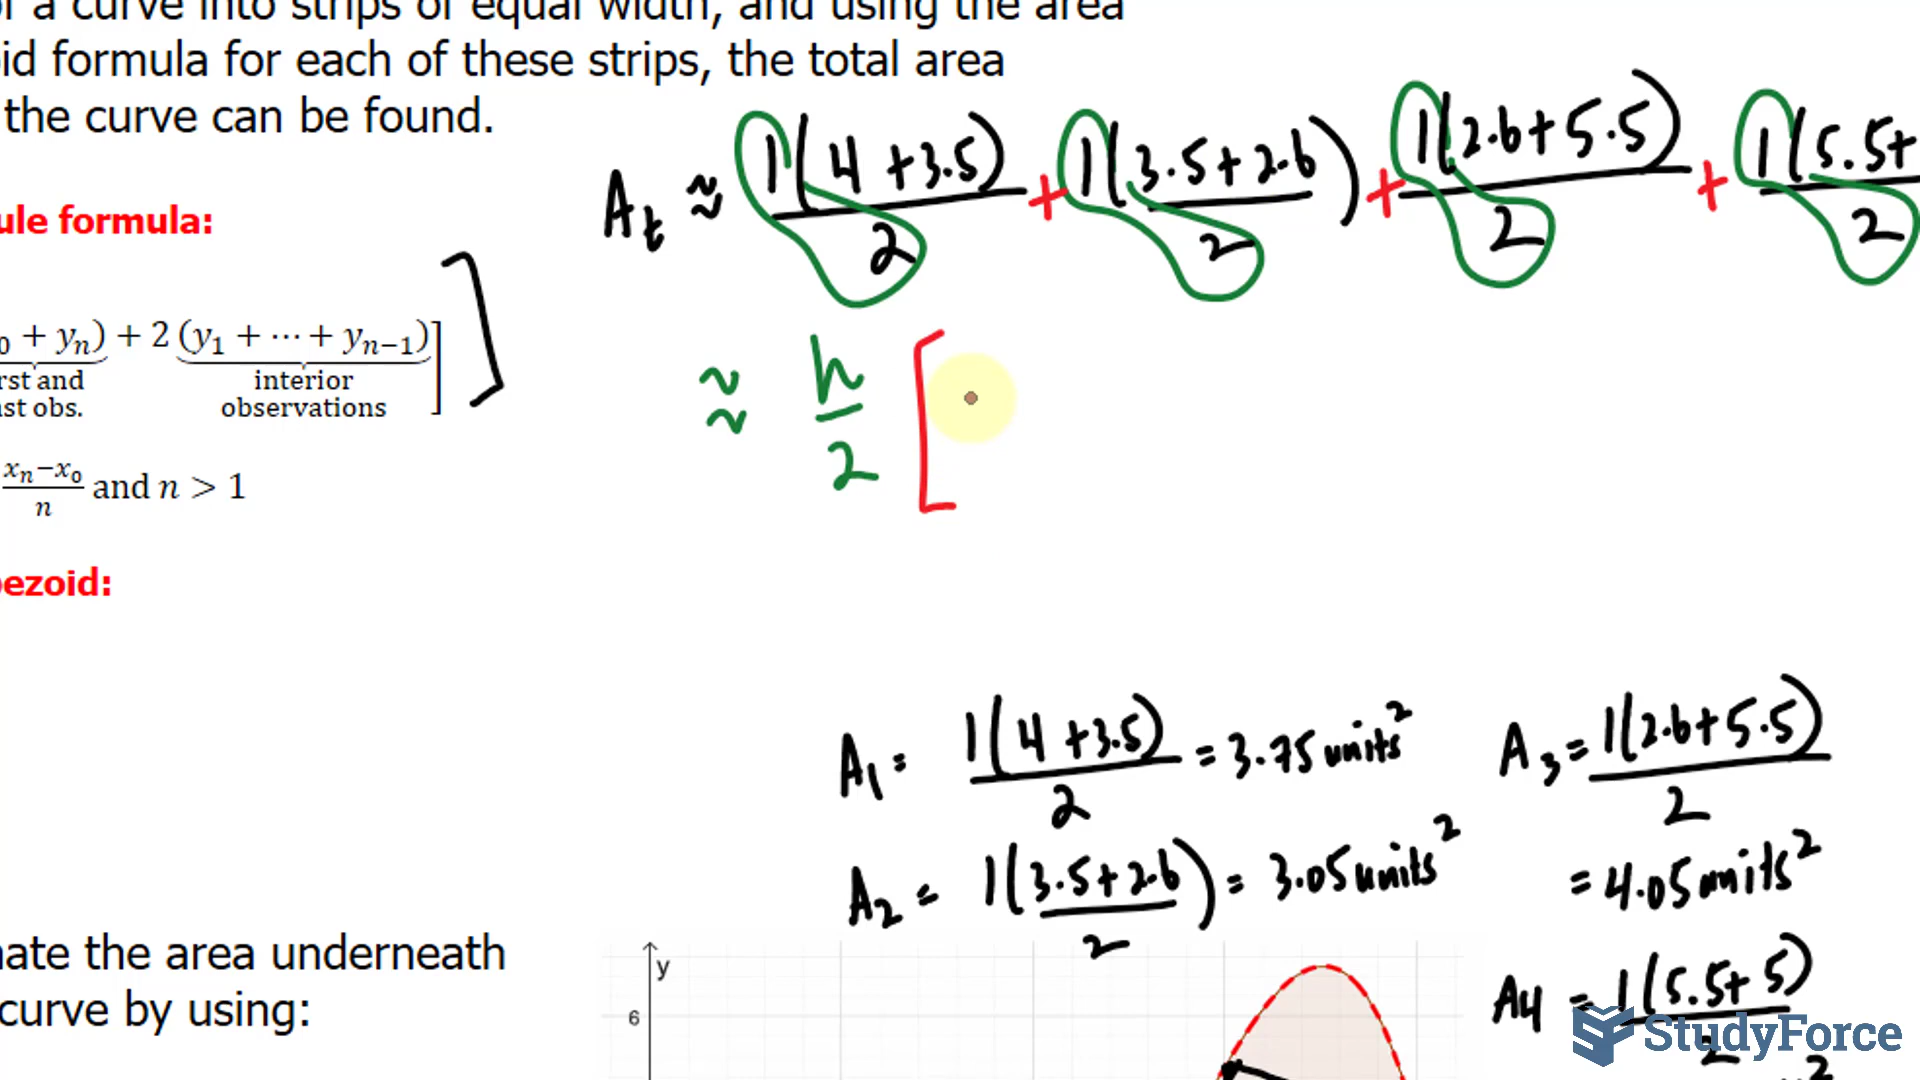 of a curve into strips of equal width, and using the area
id formula for each of these strips, the total area
the curve can be found.
A_t ≈ 1(4+3.5)/2 + 1(3.5+2.6)/2 + 1(2.6+5.5)/2 + 1(5.5+ /2
ule formula:
0 + yₙ) + 2 (y₁ + ⋯ + yₙ₋₁)]
rst and interior
st obs. observations
≈ h/2 [
xₙ−x₀/n and n > 1
ezoid:
A₁ = 1(4+3.5)/2 = 3.75 units²
A₃ = 1(2.6+5.5)/2
A₂ = 1(3.5+2.6)/2 = 3.05 units²
= 4.05 units²
ate the area underneath
curve by using:
A4 = 1(5.5+5)/2
y
6
StudyForce
2